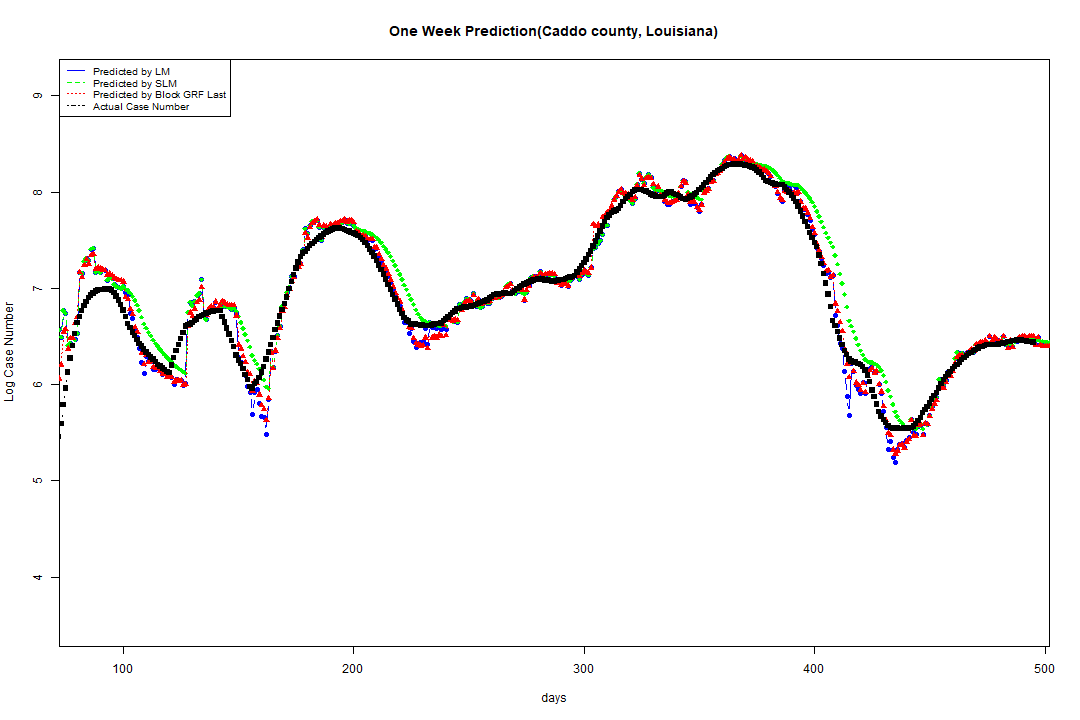 One Week Prediction(Caddo county, Louisiana)
Predicted by LM
Predicted by SLM
Predicted by Block GRF Last
Actual Case Number
9
8
7
6
5
4
Log Case Number
100 200 300 400 500
days